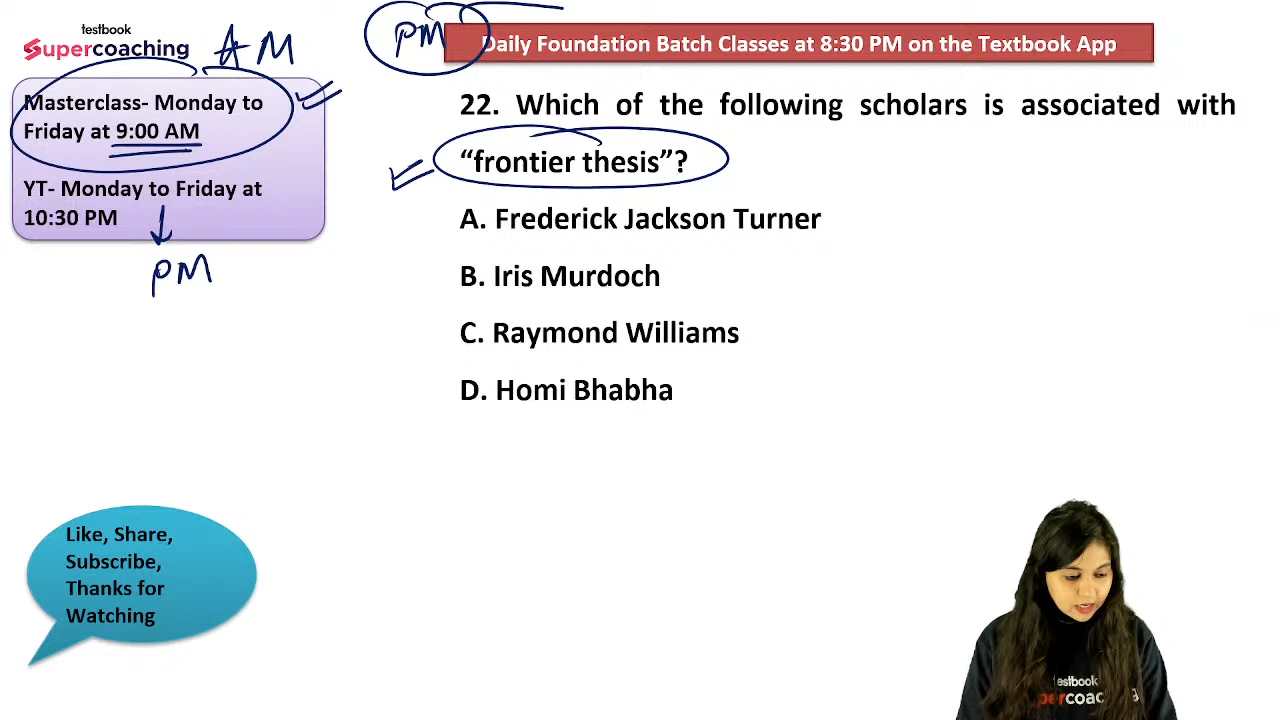 testbook
Supercoaching
AM
Masterclass- Monday to
Friday at 9:00 AM
YT- Monday to Friday at
10:30 PM
PM
PM
Daily Foundation Batch Classes at 8:30 PM on the Textbook App
22. Which of the following scholars is associated with
“frontier thesis”?
A. Frederick Jackson Turner
B. Iris Murdoch
C. Raymond Williams
D. Homi Bhabha
Like, Share,
Subscribe,
Thanks for
Watching
testbook
percoaching